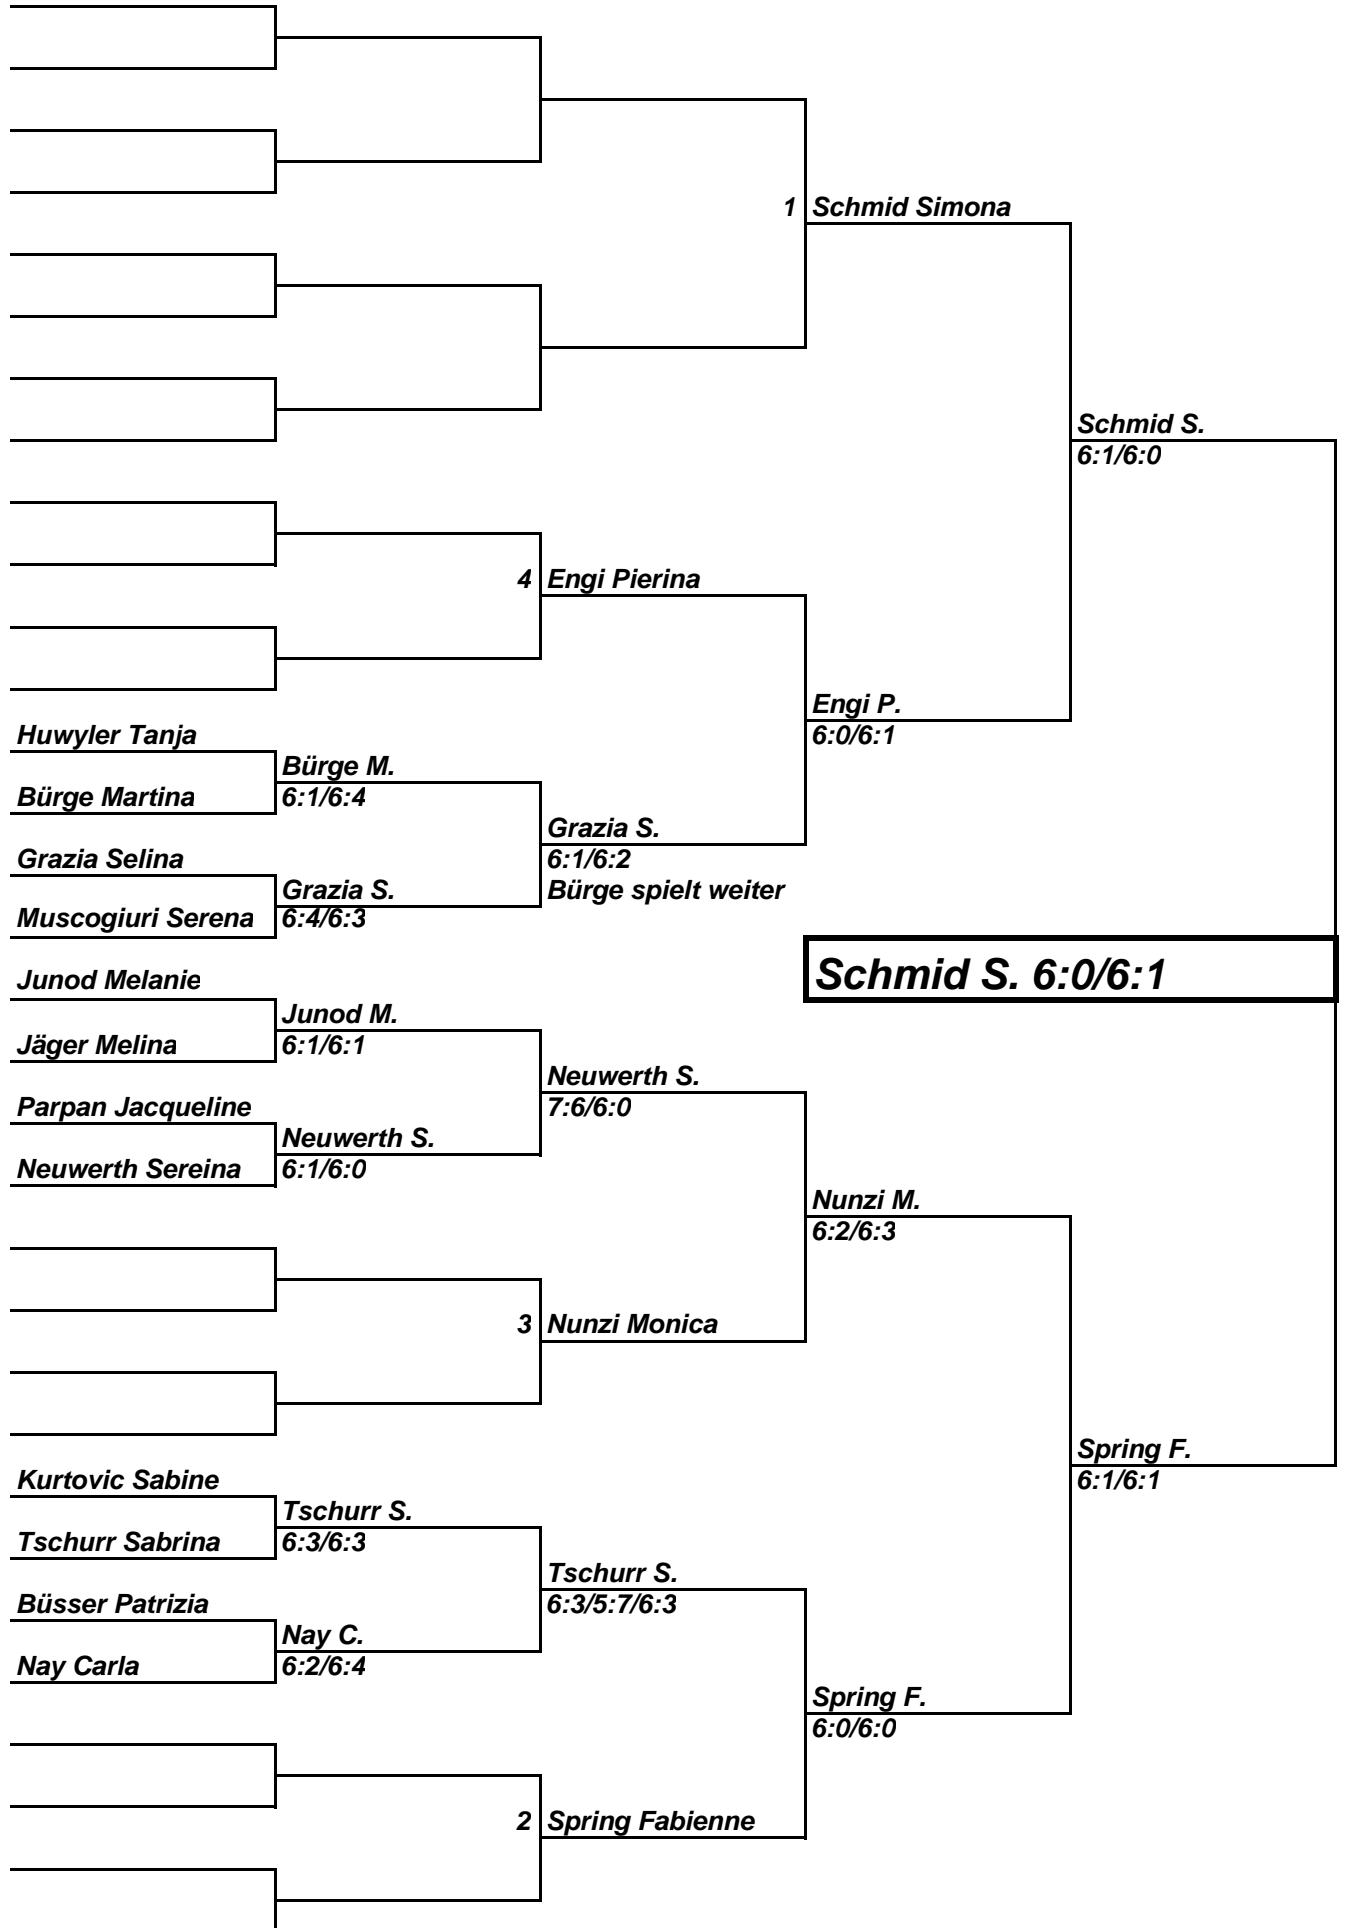 1 Schmid Simona
Schmid S.
6:1/6:0
4 Engi Pierina
Engi P.
6:0/6:1
Huwyler Tanja
Bürge M.
6:1/6:4
Bürge Martina
Grazia S.
6:1/6:2
Bürge spielt weiter
Grazia Selina
Grazia S.
6:4/6:3
Muscogiuri Serena
Schmid S. 6:0/6:1
Junod Melanie
Junod M.
6:1/6:1
Jäger Melina
Neuwerth S.
7:6/6:0
Parpan Jacqueline
Neuwerth S.
6:1/6:0
Neuwerth Sereina
Nunzi M.
6:2/6:3
3 Nunzi Monica
Spring F.
6:1/6:1
Kurtovic Sabine
Tschurr S.
6:3/6:3
Tschurr Sabrina
Tschurr S.
6:3/5:7/6:3
Büsser Patrizia
Nay C.
6:2/6:4
Nay Carla
Spring F.
6:0/6:0
2 Spring Fabienne